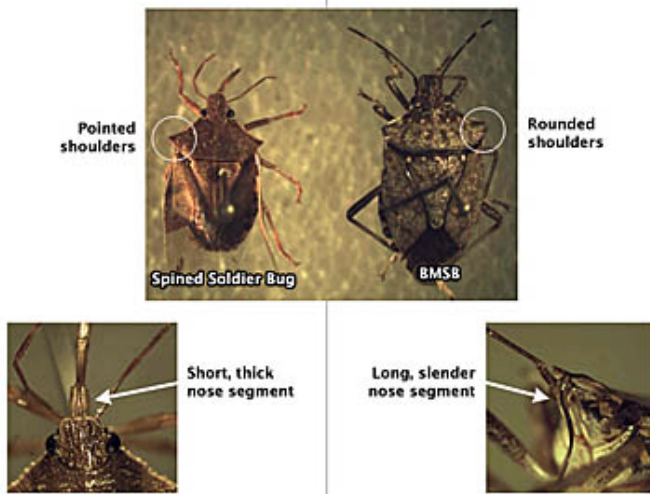 Pointed
shoulders
Rounded
shoulders
Spined Soldier Bug
BMSB
Short, thick
nose segment
Long, slender
nose segment